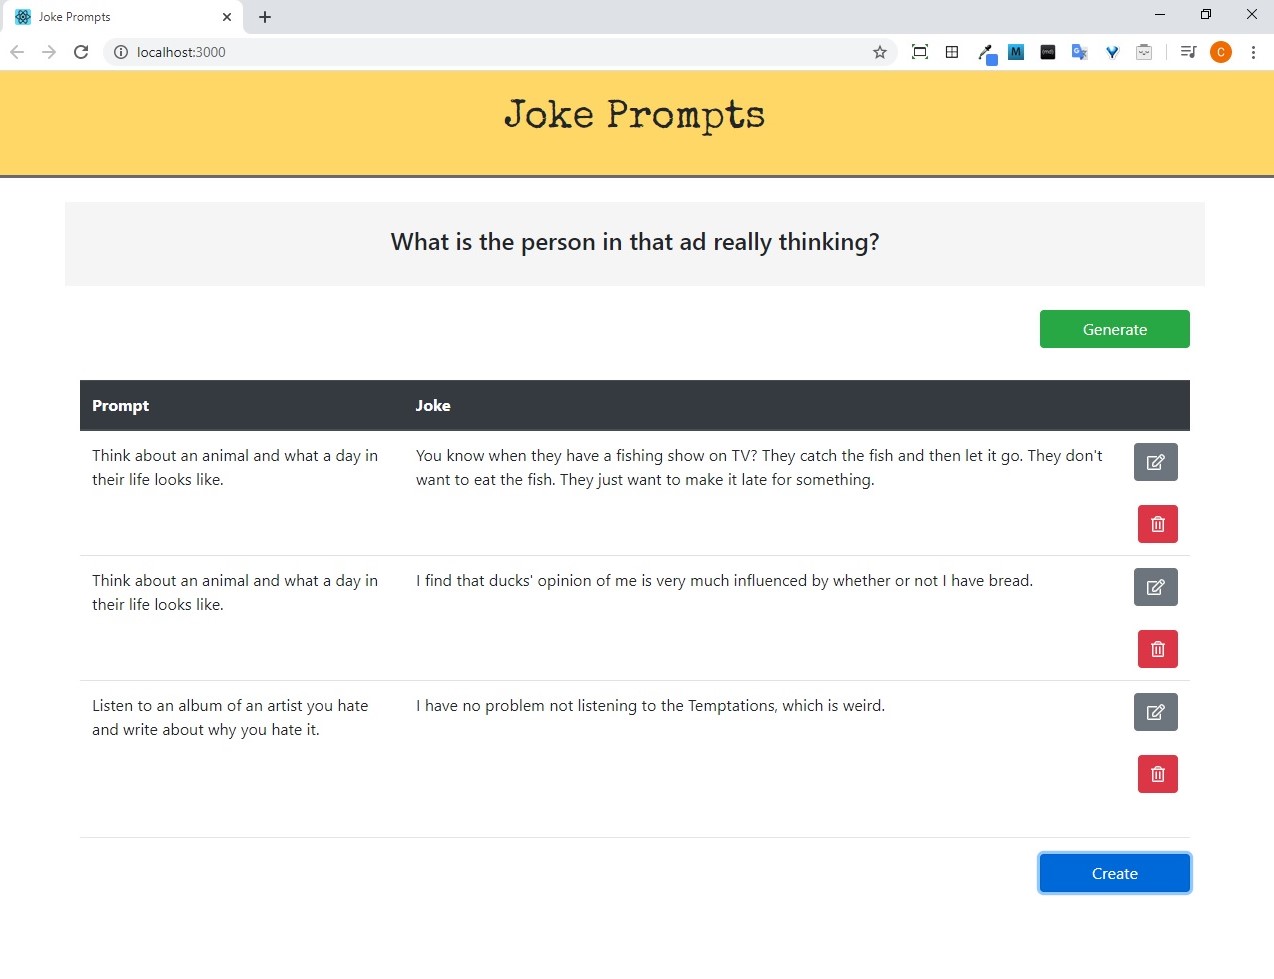 Joke Prompts
localhost:3000
M
C
Joke Prompts
What is the person in that ad really thinking?
Generate
Prompt Joke
Think about an animal and what a day in
their life looks like.
You know when they have a fishing show on TV? They catch the fish and then let it go. They don't
want to eat the fish. They just want to make it late for something.
Think about an animal and what a day in
their life looks like.
I find that ducks' opinion of me is very much influenced by whether or not I have bread.
Listen to an album of an artist you hate
and write about why you hate it.
I have no problem not listening to the Temptations, which is weird.
Create